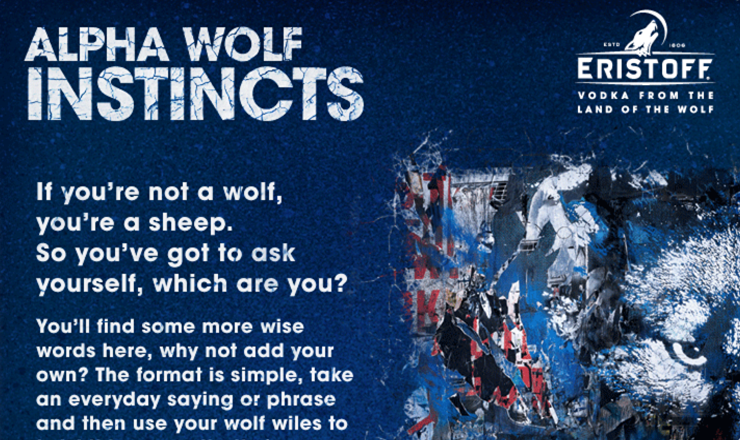 ALPHA WOLF
INSTINCTS
ESTD 1806
ERISTOFF
VODKA FROM THE
LAND OF THE WOLF
If you're not a wolf,
you're a sheep.
So you've got to ask
yourself, which are you?
You'll find some more wise
words here, why not add your
own? The format is simple, take
an everyday saying or phrase
and then use your wolf wiles to